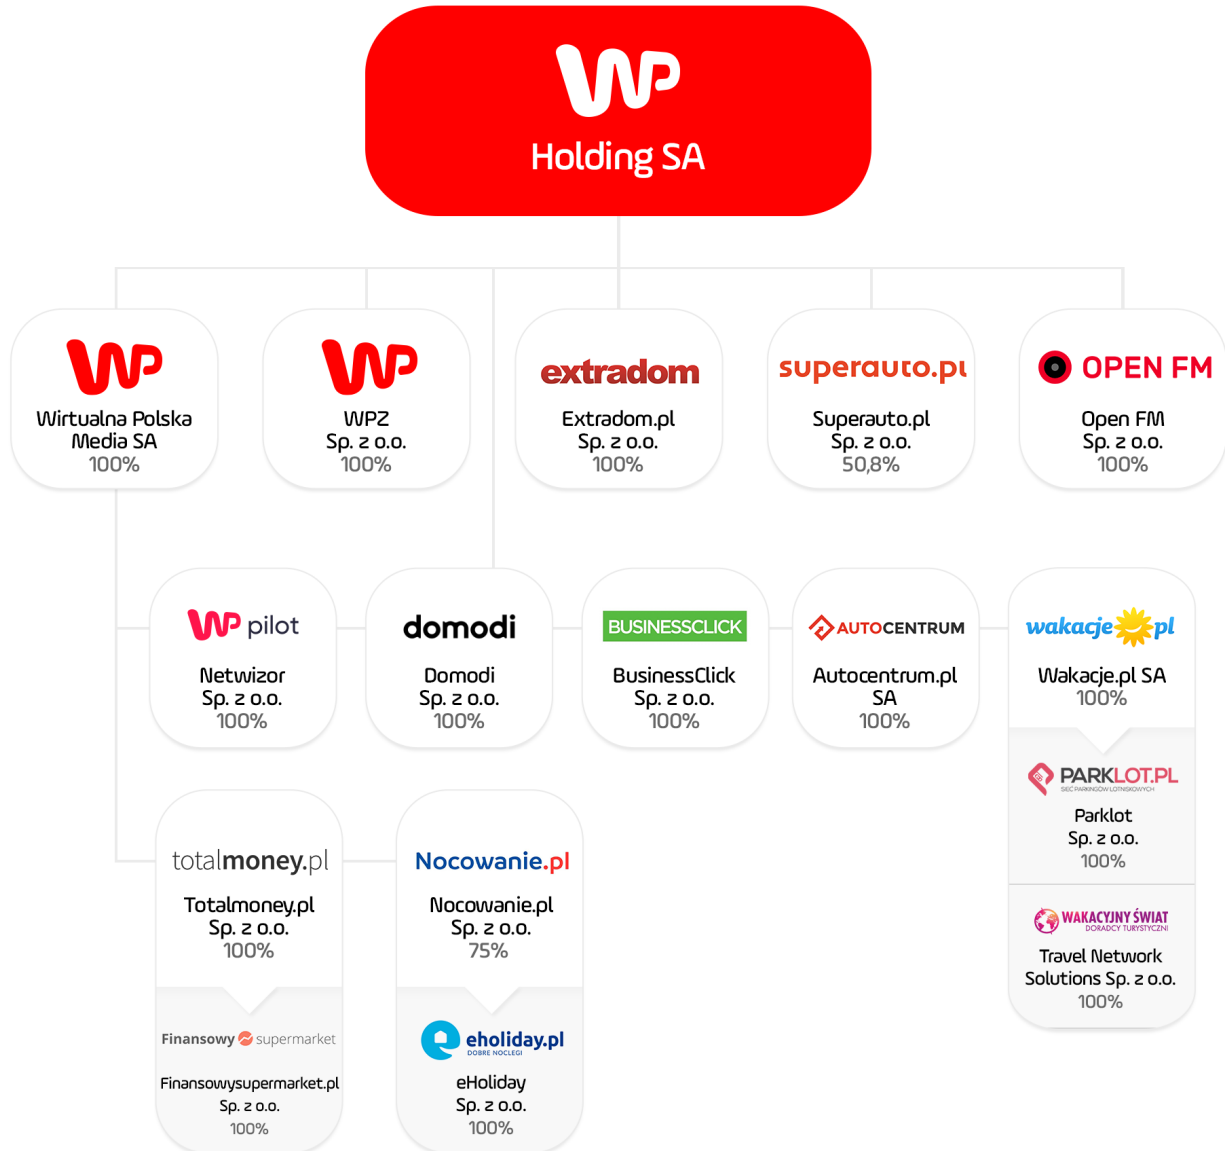 WP
Holding SA
WP
Wirtualna Polska
Media SA
100%
WP
WPZ
Sp. z o.o.
100%
extradom
Extradom.pl
Sp. z o.o.
100%
superauto.pl
Superauto.pl
Sp. z o.o.
50,8%
OPEN FM
Open FM
Sp. z o.o.
100%
WP pilot
Netwizor
Sp. z o.o.
100%
domodi
Domodi
Sp. z o.o.
100%
BUSINESSCLICK
BusinessClick
Sp. z o.o.
100%
AUTOCENTRUM
Autocentrum.pl
SA
100%
wakacje pl
Wakacje.pl SA
100%
PARKLOT.PL
SIEĆ PARKINGÓW LOTNISKOWYCH
Parklot
Sp. z o.o.
100%
WAKACYJNY ŚWIAT
DORADCY TURYSTYCZNI
Travel Network
Solutions Sp. z o.o.
100%
totalmoney.pl
Totalmoney.pl
Sp. z o.o.
100%
Finansowy supermarket
Finansowysupermarket.pl
Sp. z o.o.
100%
Nocowanie.pl
Nocowanie.pl
Sp. z o.o.
75%
eholiday.pl
DOBRE NOCLEGI
eHoliday
Sp. z o.o.
100%